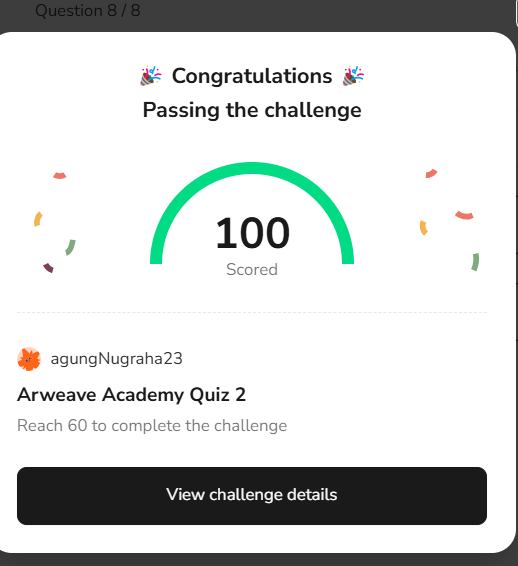 Question 8 / 8
🎉 Congratulations 🎉
Passing the challenge
100
Scored
agungNugraha23
Arweave Academy Quiz 2
Reach 60 to complete the challenge
View challenge details